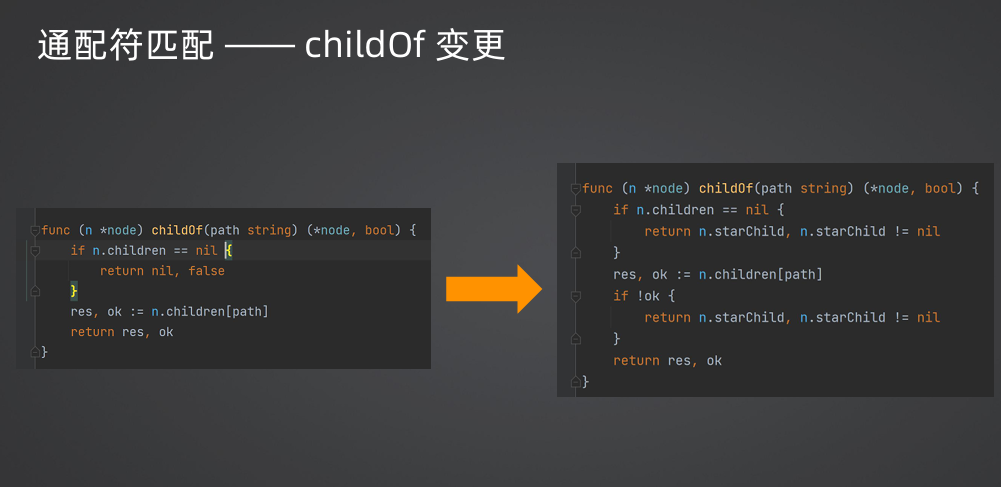 通配符匹配 —— childOf 变更
func (n *node) childOf(path string) (*node, bool) {
    if n.children == nil {
        return nil, false
    }
    res, ok := n.children[path]
    return res, ok
}
func (n *node) childOf(path string) (*node, bool) {
    if n.children == nil {
        return n.starChild, n.starChild != nil
    }
    res, ok := n.children[path]
    if !ok {
        return n.starChild, n.starChild != nil
    }
    return res, ok
}